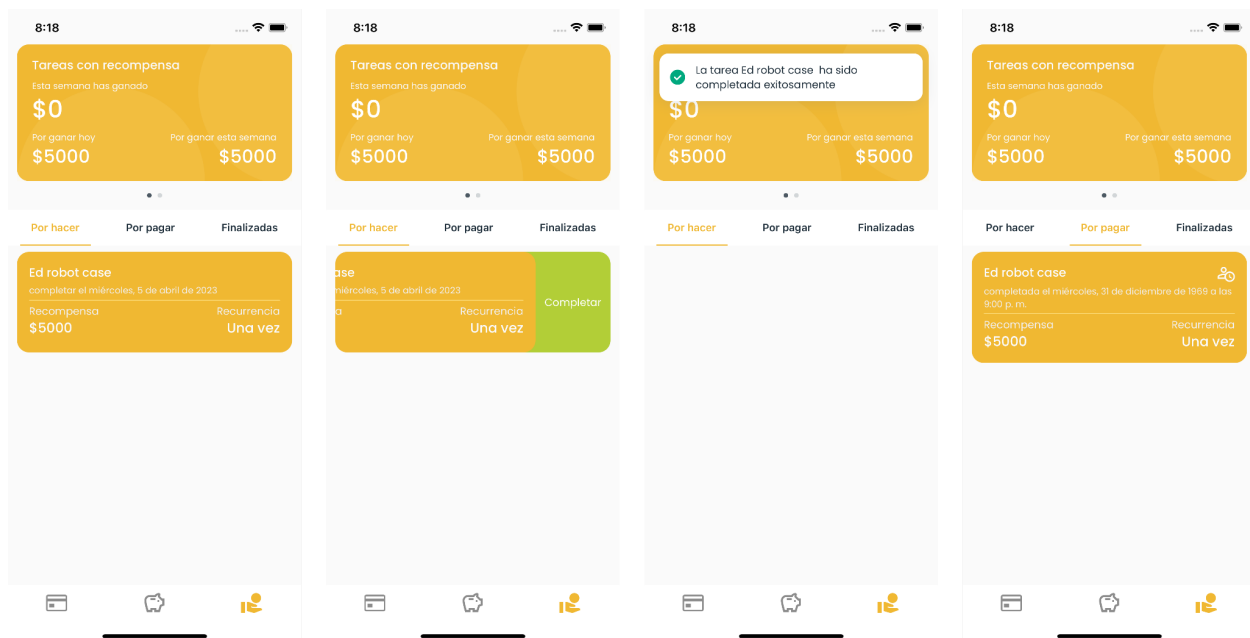 8:18
Tareas con recompensa
Esta semana has ganado
$0
Por ganar hoy
Por ganar esta semana
$5000
$5000
Por hacer
Por pagar
Finalizadas
Ed robot case
completar el miércoles, 5 de abril de 2023
Recompensa
Recurrencia
$5000
Una vez
8:18
Tareas con recompensa
Esta semana has ganado
$0
Por ganar hoy
Por ganar esta semana
$5000
$5000
Por hacer
Por pagar
Finalizadas
ase
miércoles, 5 de abril de 2023
a
Recurrencia
Una vez
Completar
8:18
La tarea Ed robot case ha sido
completada exitosamente
$0
Por ganar hoy
Por ganar esta semana
$5000
$5000
Por hacer
Por pagar
Finalizadas
8:18
Tareas con recompensa
Esta semana has ganado
$0
Por ganar hoy
Por ganar esta semana
$5000
$5000
Por hacer
Por pagar
Finalizadas
Ed robot case
completada el miércoles, 31 de diciembre de 1969 a las
9:00 p. m.
Recompensa
Recurrencia
$5000
Una vez